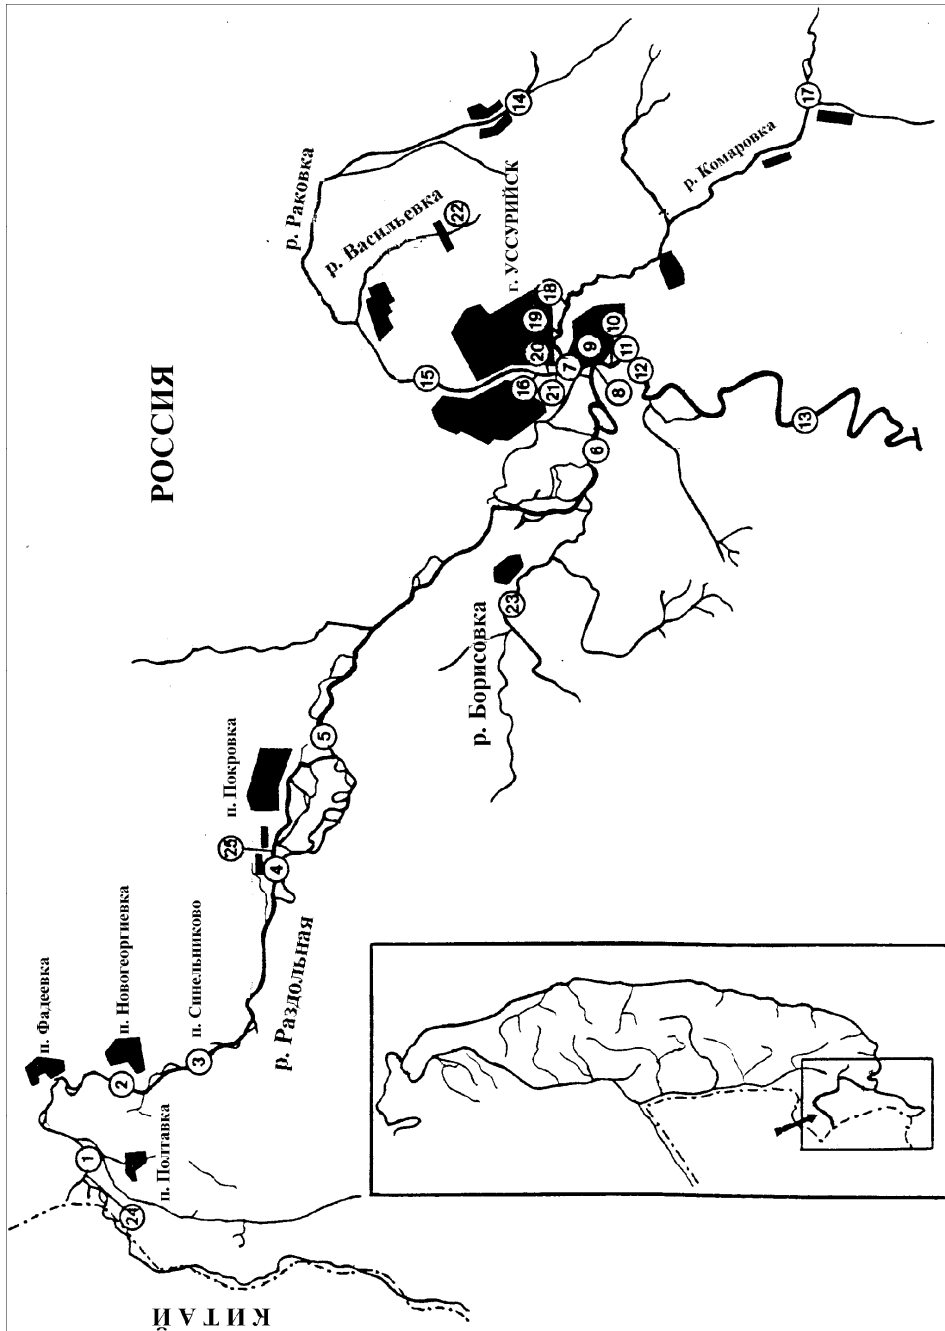 РОССИЯ
КИТАЙ
р. Раковка
р. Васильевка
г. УССУРИЙСК
р. Комаровка
р. Борисовка
п. Покровка
р. Раздольная
п. Синельниково
п. Новогеоргиевка
п. Фадеевка
п. Полтавка
1
2
3
4
5
6
7
8
9
10
11
12
13
14
15
16
17
18
19
20
21
22
23
24
25